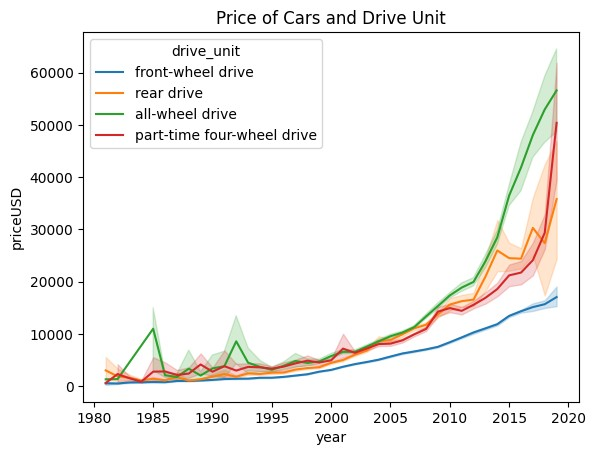 Price of Cars and Drive Unit
drive_unit
front-wheel drive
rear drive
all-wheel drive
part-time four-wheel drive
priceUSD
60000
50000
40000
30000
20000
10000
0
1980 1985 1990 1995 2000 2005 2010 2015 2020
year